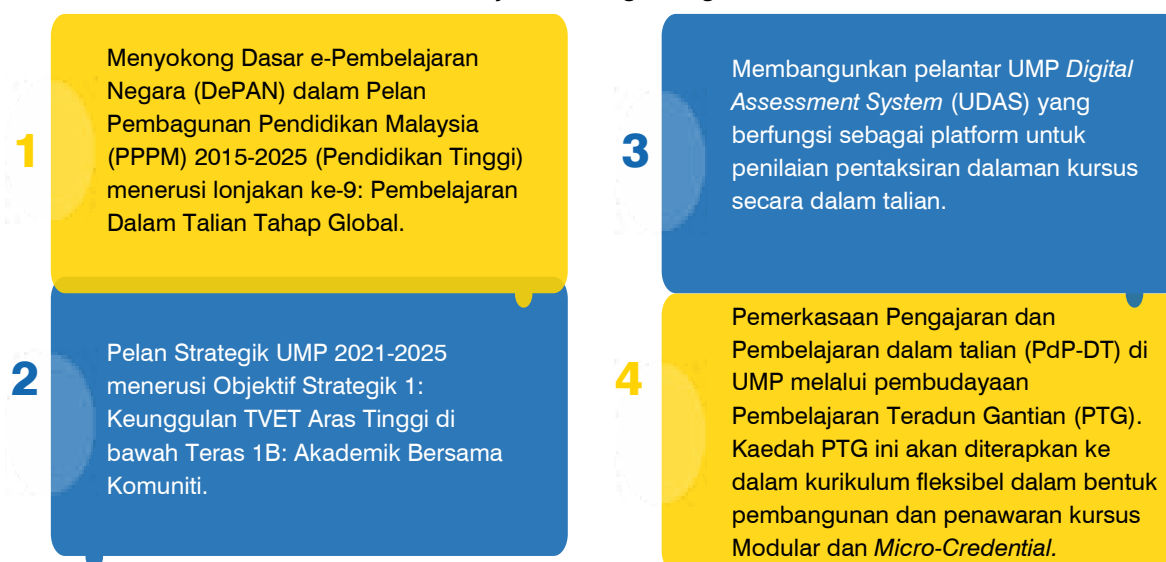 1
Menyokong Dasar e-Pembelajaran
Negara (DePAN) dalam Pelan
Pembagunan Pendidikan Malaysia
(PPPM) 2015-2025 (Pendidikan Tinggi)
menerusi lonjakan ke-9: Pembelajaran
Dalam Talian Tahap Global.
2
Pelan Strategik UMP 2021-2025
menerusi Objektif Strategik 1:
Keunggulan TVET Aras Tinggi di
bawah Teras 1B: Akademik Bersama
Komuniti.
3
Membangunkan pelantar UMP Digital
Assessment System (UDAS) yang
berfungsi sebagai platform untuk
penilaian pentaksiran dalaman kursus
secara dalam talian.
4
Pemerkasaan Pengajaran dan
Pembelajaran dalam talian (PdP-DT) di
UMP melalui pembudayaan
Pembelajaran Teradun Gantian (PTG).
Kaedah PTG ini akan diterapkan ke
dalam kurikulum fleksibel dalam bentuk
pembangunan dan penawaran kursus
Modular dan Micro-Credential.